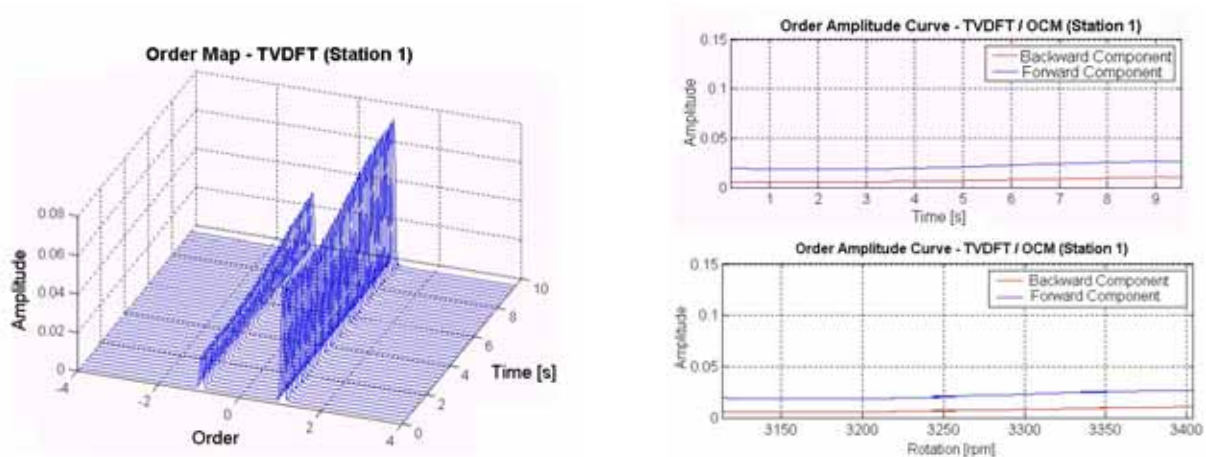 Order Map - TVDFT (Station 1)
Amplitude
0.08
0.06
0.04
0.02
0
-4
-2
0
2
4
Order
0
2
4
6
8
10
Time [s]
Order Amplitude Curve - TVDFT / OCM (Station 1)
Amplitude
0.15
0.1
0.05
0
Backward Component
Forward Component
1 2 3 4 5 6 7 8 9
Time [s]
Order Amplitude Curve - TVDFT / OCM (Station 1)
Amplitude
0.15
0.1
0.05
0
Backward Component
Forward Component
3150 3200 3250 3300 3350 3400
Rotation [rpm]